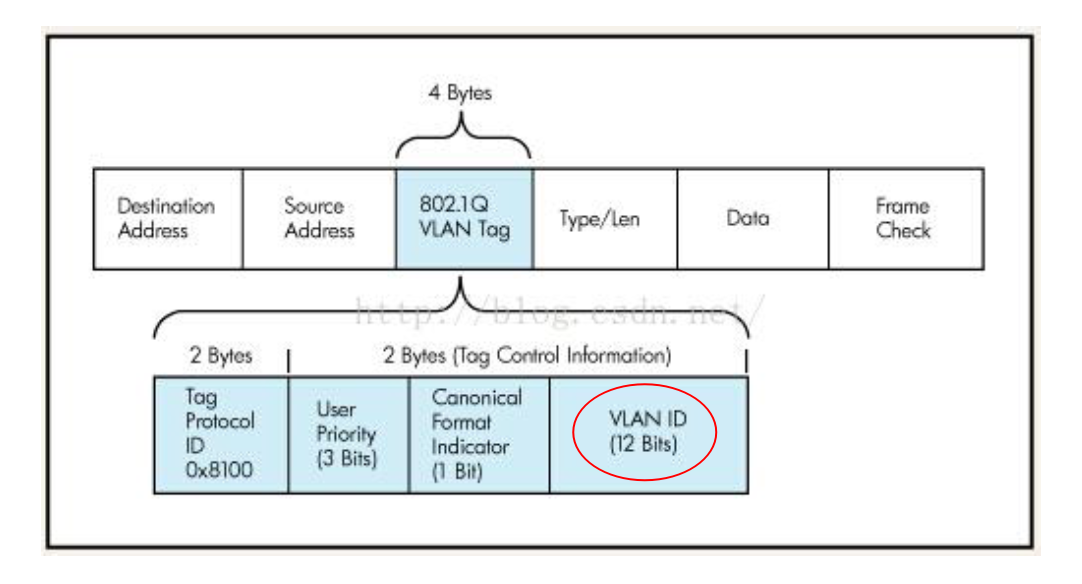 4 Bytes
Destination
Address
Source
Address
802.1Q
VLAN Tag
Type/Len
Data
Frame
Check
http://blog.csdn.net/
2 Bytes
2 Bytes (Tag Control Information)
Tag
Protocol
ID
0x8100
User
Priority
(3 Bits)
Canonical
Format
Indicator
(1 Bit)
VLAN ID
(12 Bits)